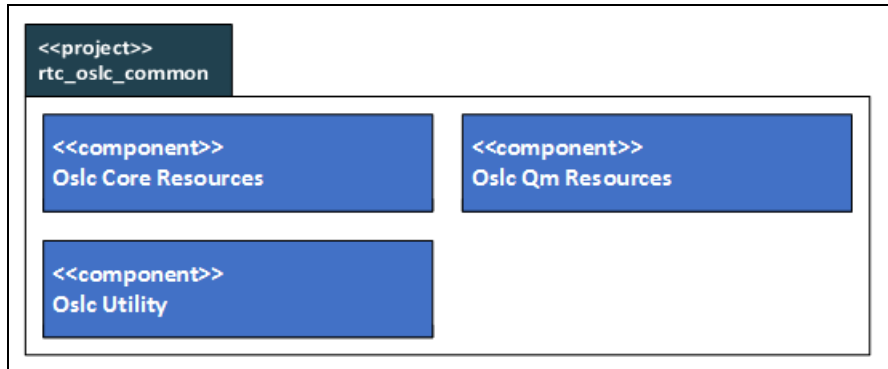 <<project>>
rtc_oslc_common
<<component>>
Oslc Core Resources
<<component>>
Oslc Qm Resources
<<component>>
Oslc Utility